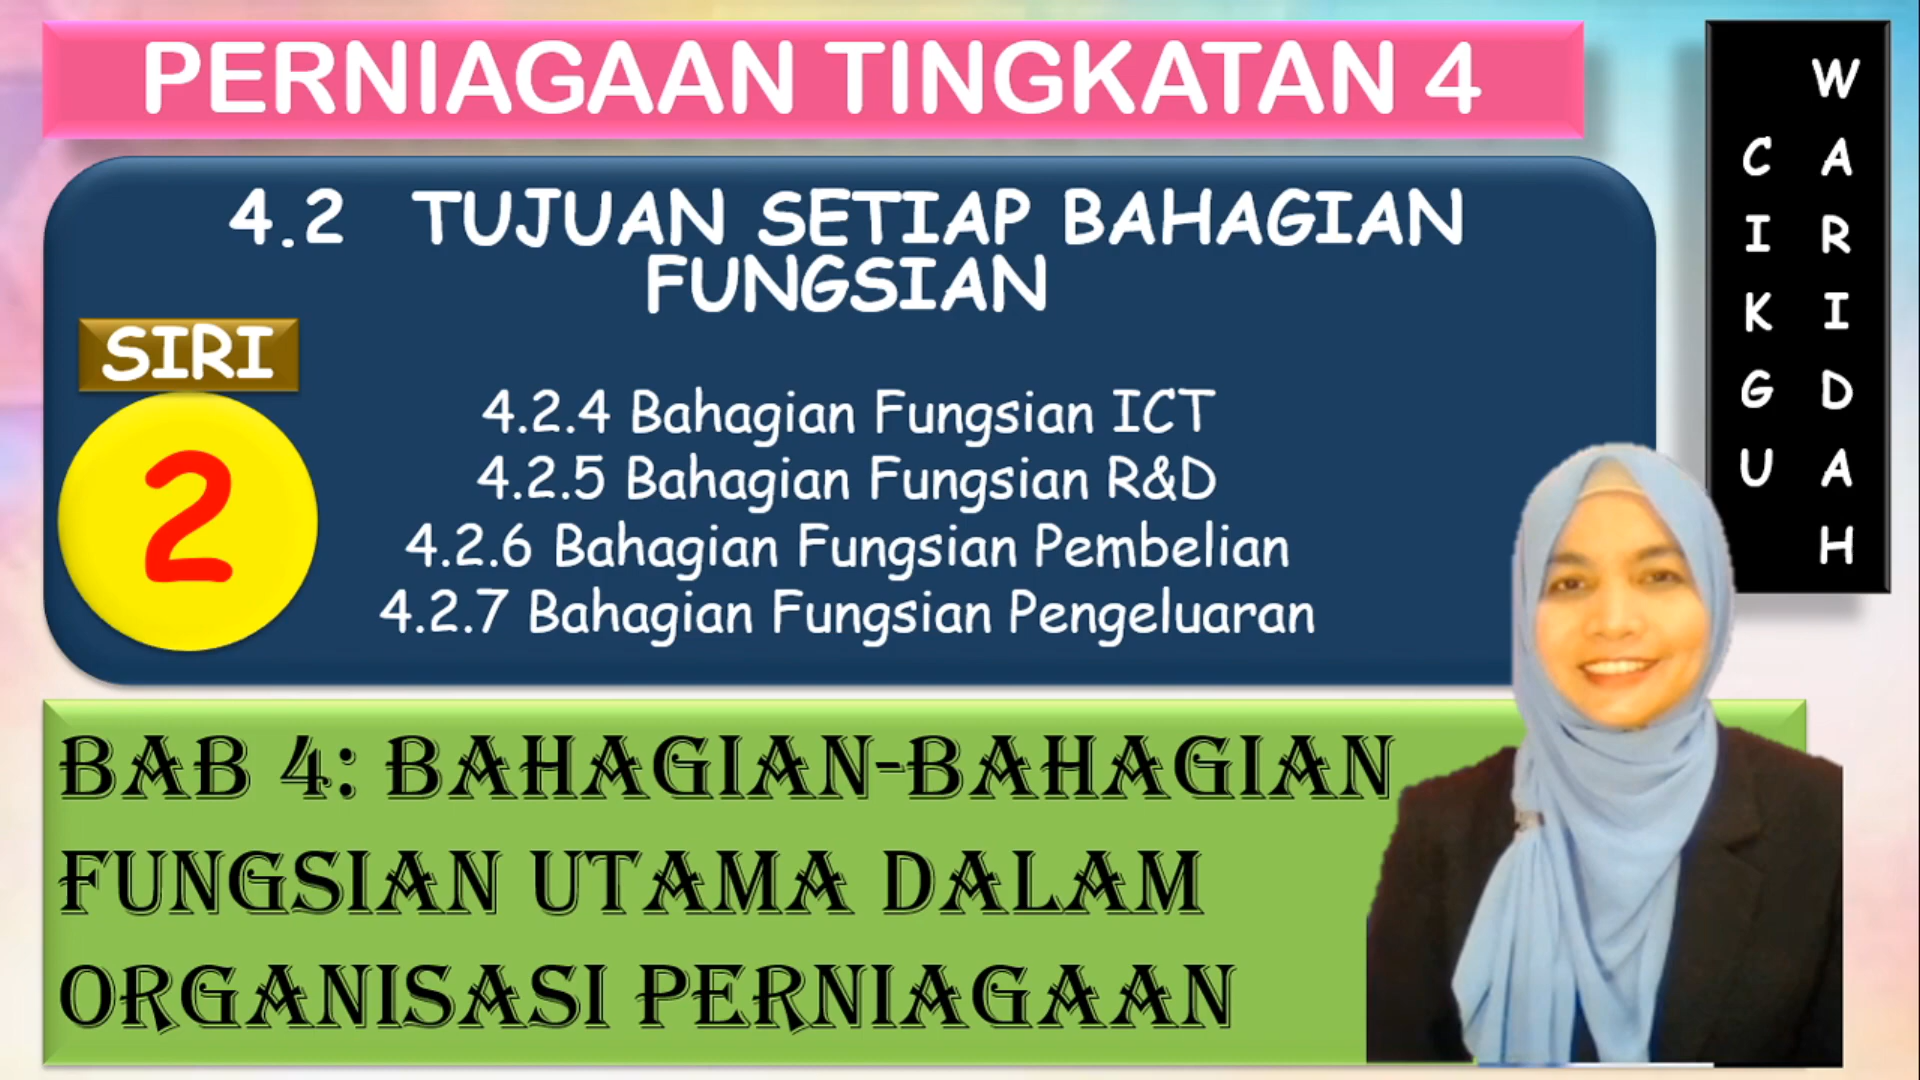 PERNIAGAAN TINGKATAN 4
4.2 TUJUAN SETIAP BAHAGIAN
FUNGSIAN
SIRI
2
4.2.4 Bahagian Fungsian ICT
4.2.5 Bahagian Fungsian R&D
4.2.6 Bahagian Fungsian Pembelian
4.2.7 Bahagian Fungsian Pengeluaran
BAB 4: BAHAGIAN-BAHAGIAN
FUNGSIAN UTAMA DALAM
ORGANISASI PERNIAGAAN
CIKGU
WARIDAH